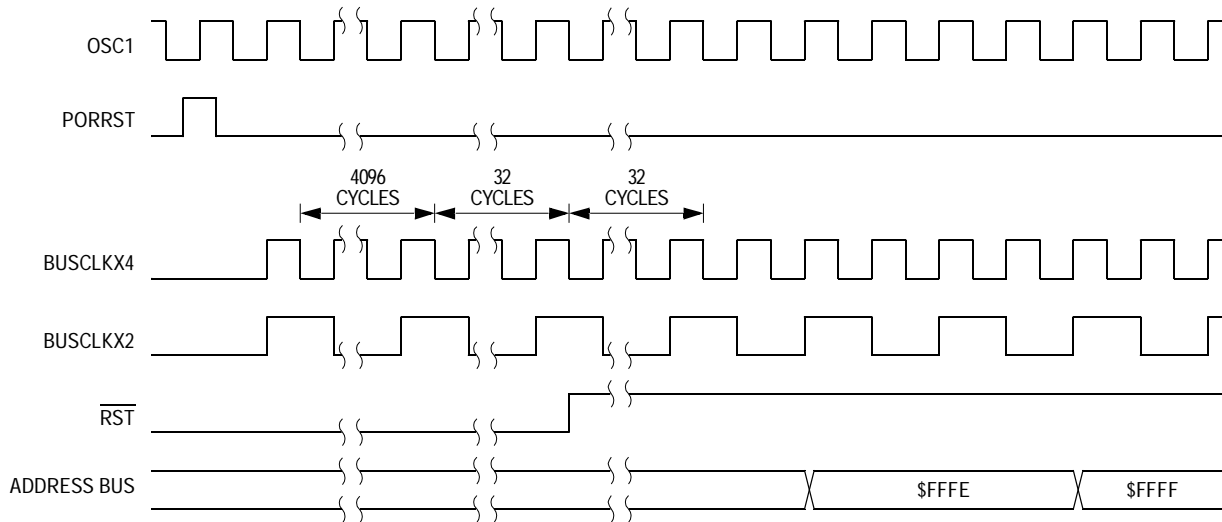 OSC1
PORRST
4096
CYCLES
32
CYCLES
32
CYCLES
BUSCLKX4
BUSCLKX2
RST
ADDRESS BUS
$FFFE
$FFFF